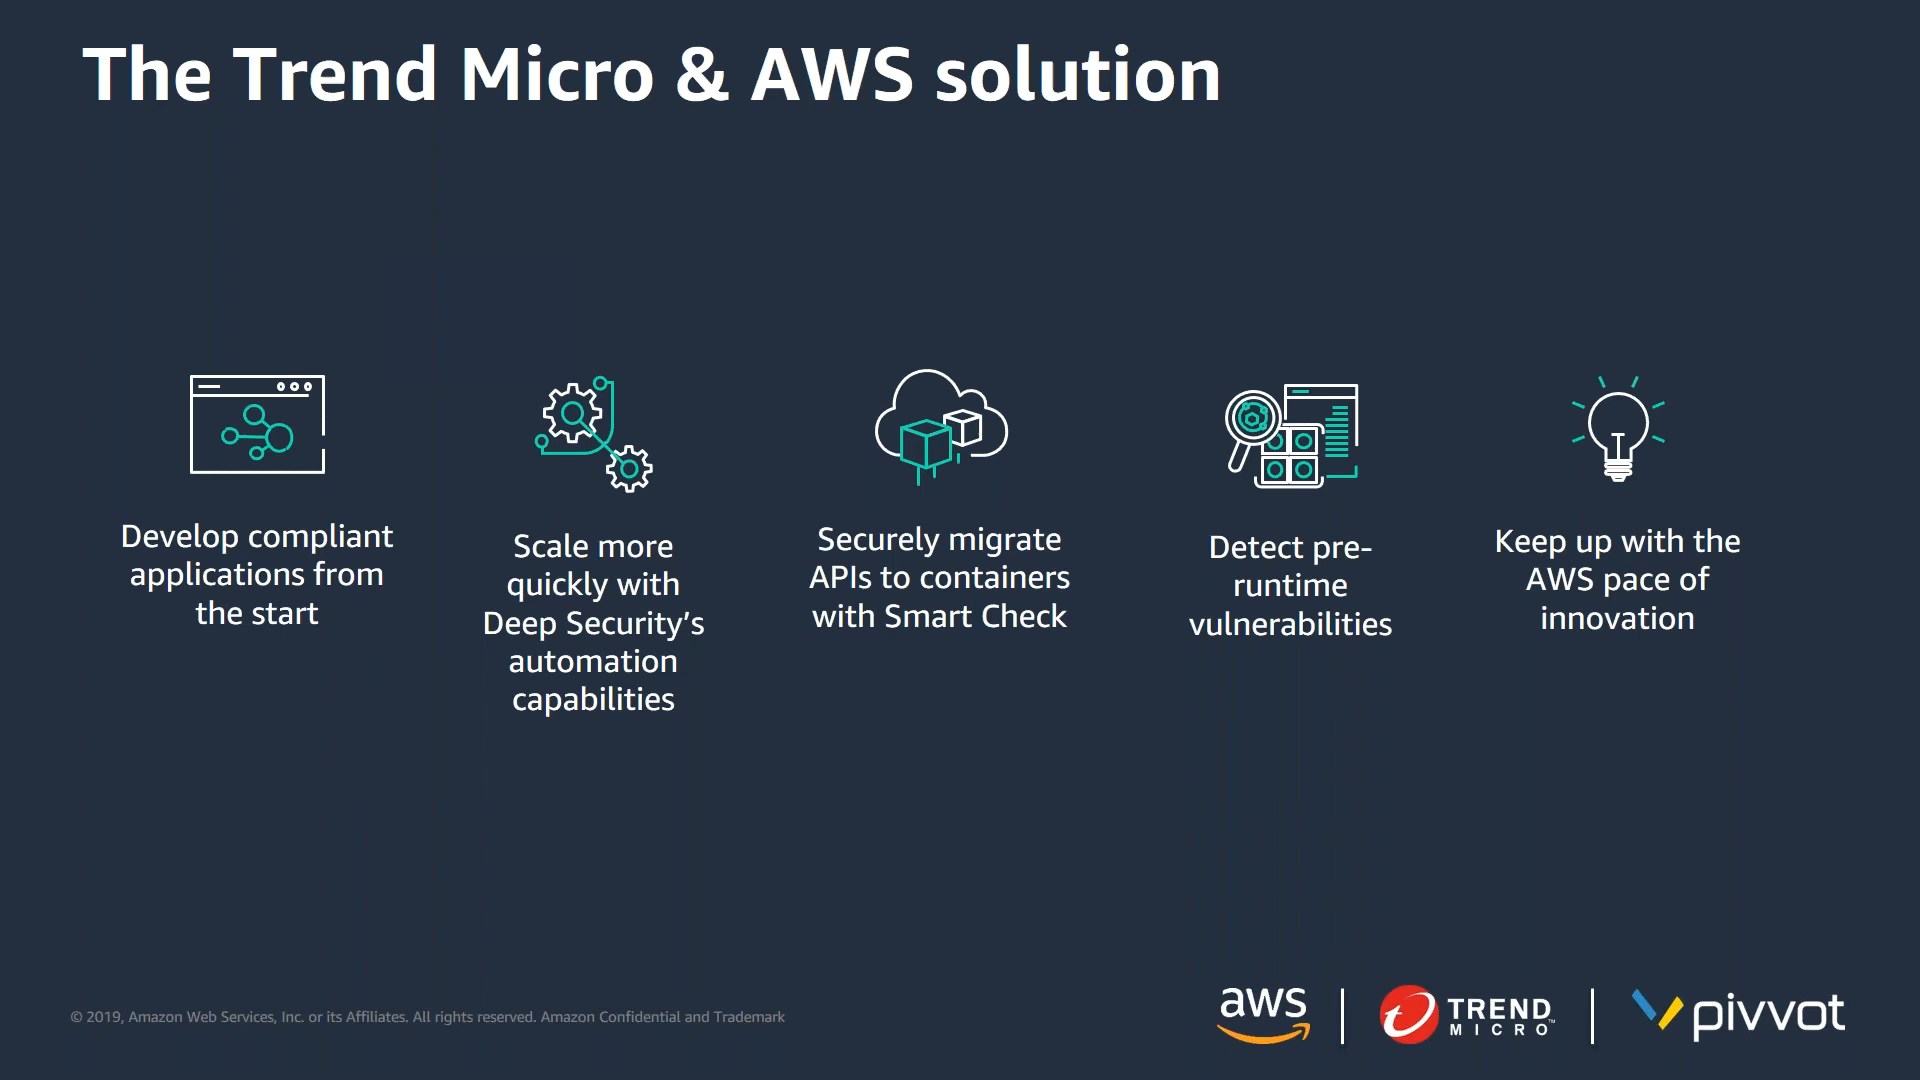 The Trend Micro & AWS solution
Develop compliant
applications from
the start
Scale more
quickly with
Deep Security’s
automation
capabilities
Securely migrate
APIs to containers
with Smart Check
Detect pre-
runtime
vulnerabilities
Keep up with the
AWS pace of
innovation
© 2019, Amazon Web Services, Inc. or its Affiliates. All rights reserved. Amazon Confidential and Trademark
aws
TREND
MICRO™
pivvot